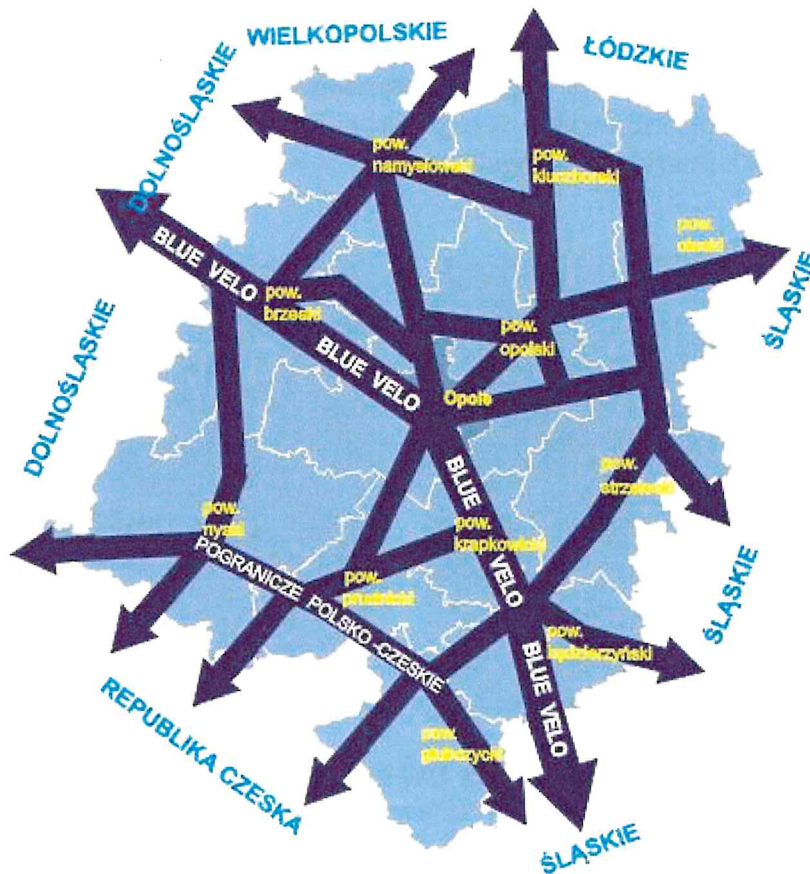 WIELKOPOLSKIE
ŁÓDZKIE
DOLNOŚLĄSKIE
pow.
namysłowski
pow.
kluczborski
pow.
oleski
BLUE VELO
pow.
brzeski
ŚLĄSKIE
BLUE VELO
pow.
opolski
DOLNOŚLĄSKIE
Opole
BLUE VELO
pow.
strzelecki
pow.
nyski
pow.
krapkowicki
POGRANICZE POLSKO-CZESKIE
pow.
prudnicki
ŚLĄSKIE
pow.
kędzierzyński
BLUE VELO
REPUBLIKA CZESKA
pow.
głubczycki
ŚLĄSKIE